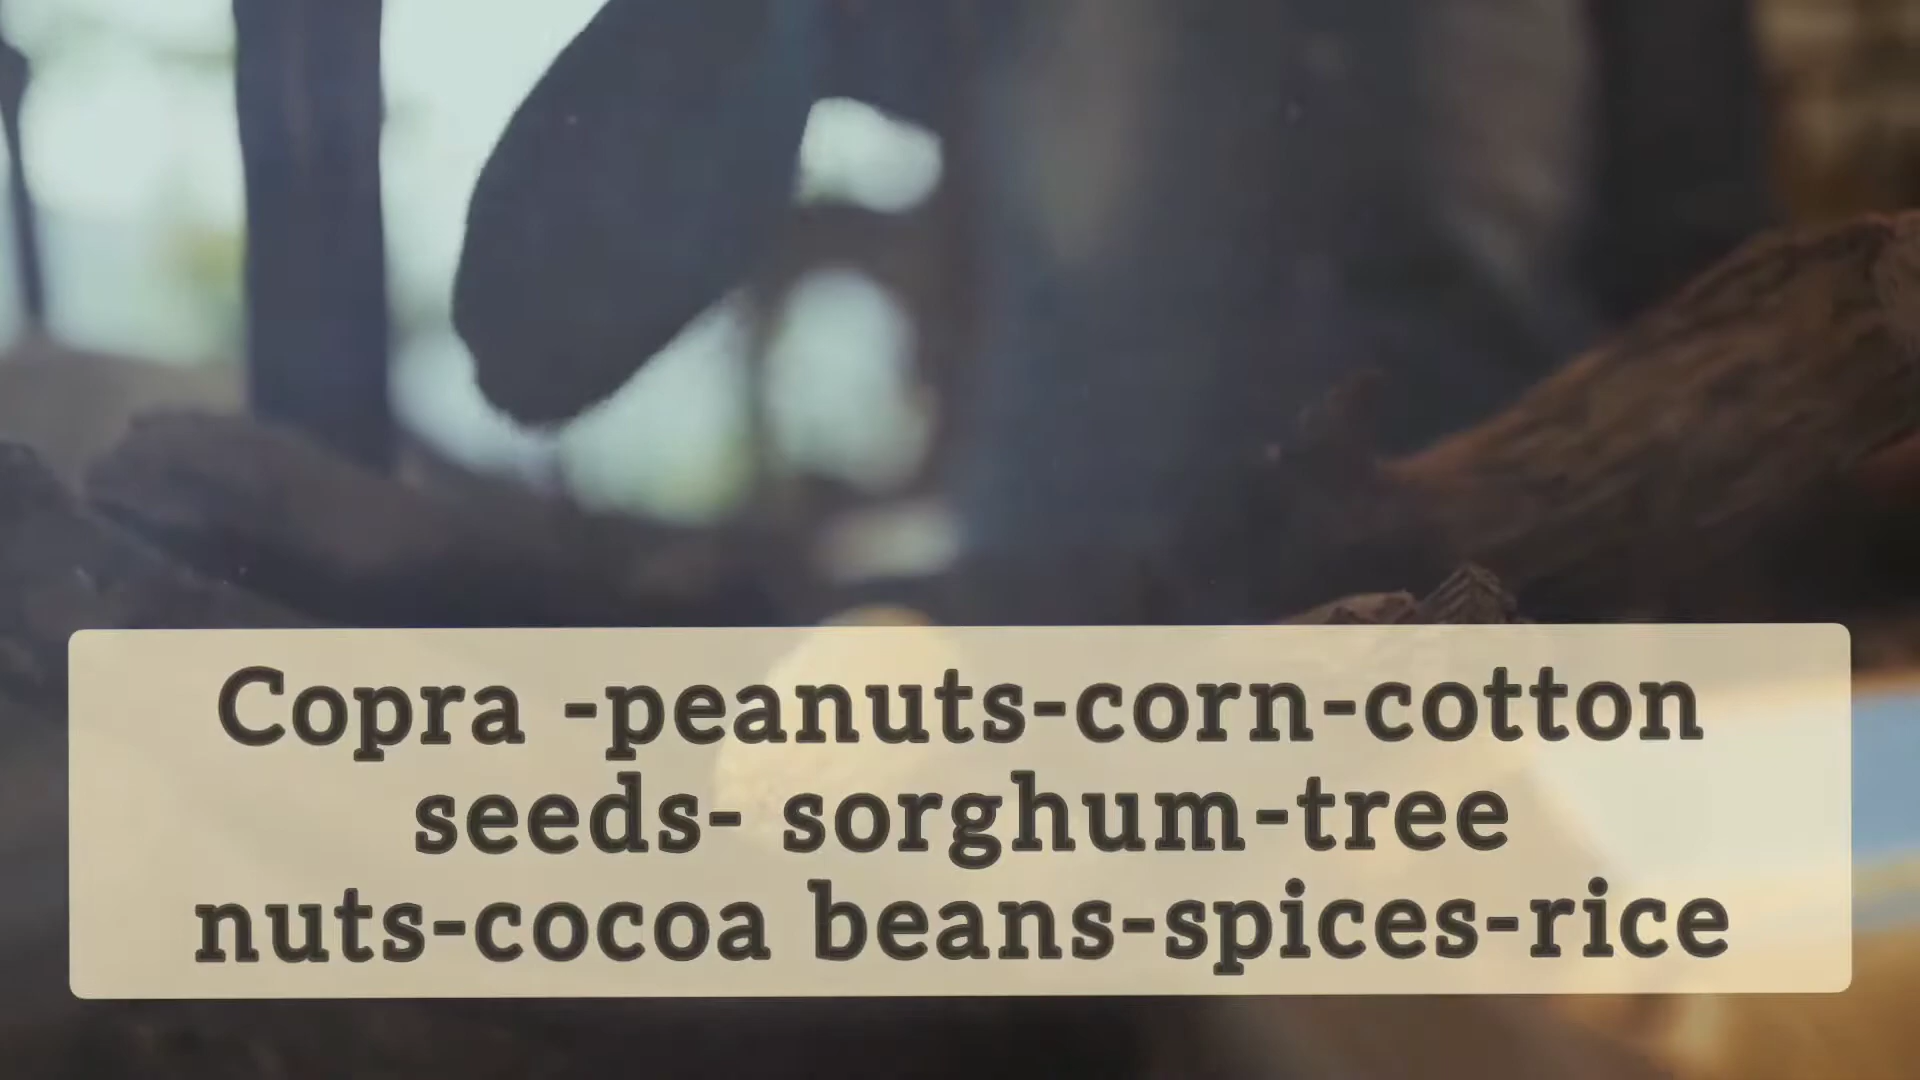 Copra -peanuts-corn-cotton
seeds- sorghum-tree
nuts-cocoa beans-spices-rice